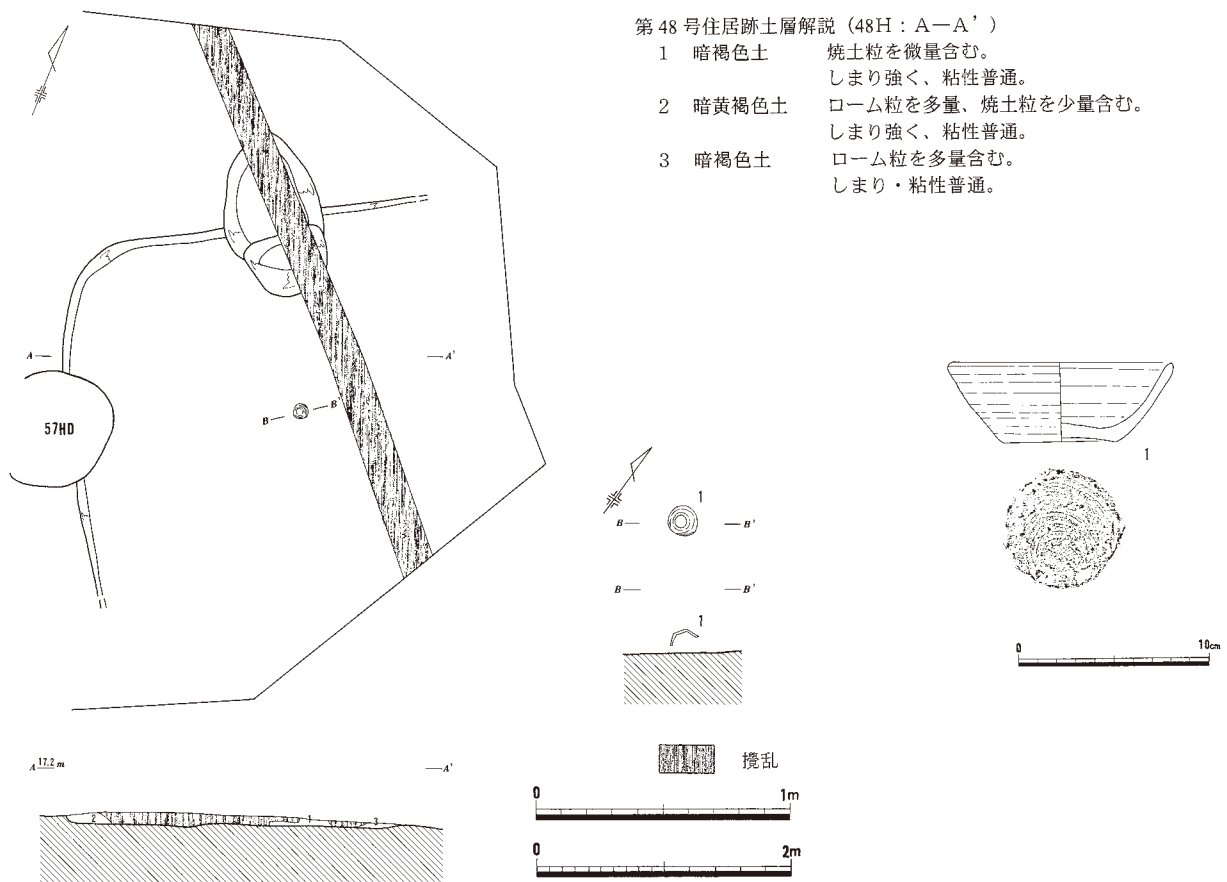 第48号住居跡土層解説（48H：A－A’）
1 暗褐色土 焼土粒を微量含む。
しまり強く、粘性普通。
2 暗黄褐色土 ローム粒を多量、焼土粒を少量含む。
しまり強く、粘性普通。
3 暗褐色土 ローム粒を多量含む。
しまり・粘性普通。
A A'
B B'
57HD
1
B B'
B B'
1
1
0 10cm
A 17.2m A'
2 1 3
攪乱
0 1m
0 2m